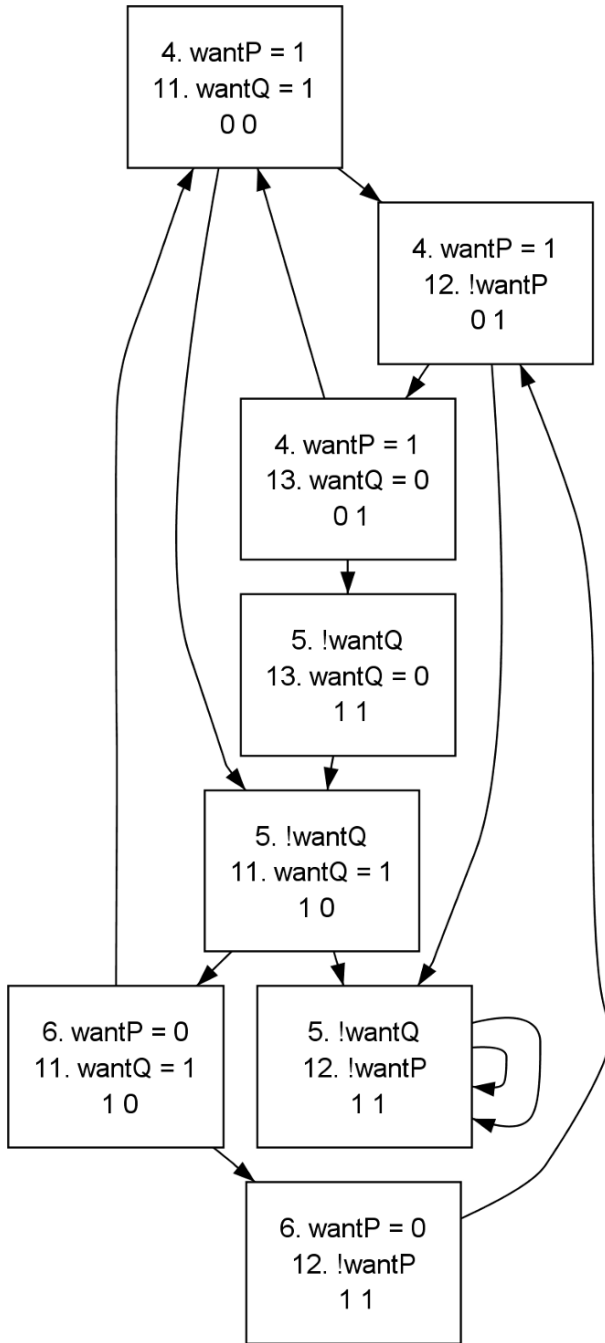 4. wantP = 1
11. wantQ = 1
0 0
4. wantP = 1
12. !wantP
0 1
4. wantP = 1
13. wantQ = 0
0 1
5. !wantQ
13. wantQ = 0
1 1
5. !wantQ
11. wantQ = 1
1 0
6. wantP = 0
11. wantQ = 1
1 0
5. !wantQ
12. !wantP
1 1
6. wantP = 0
12. !wantP
1 1